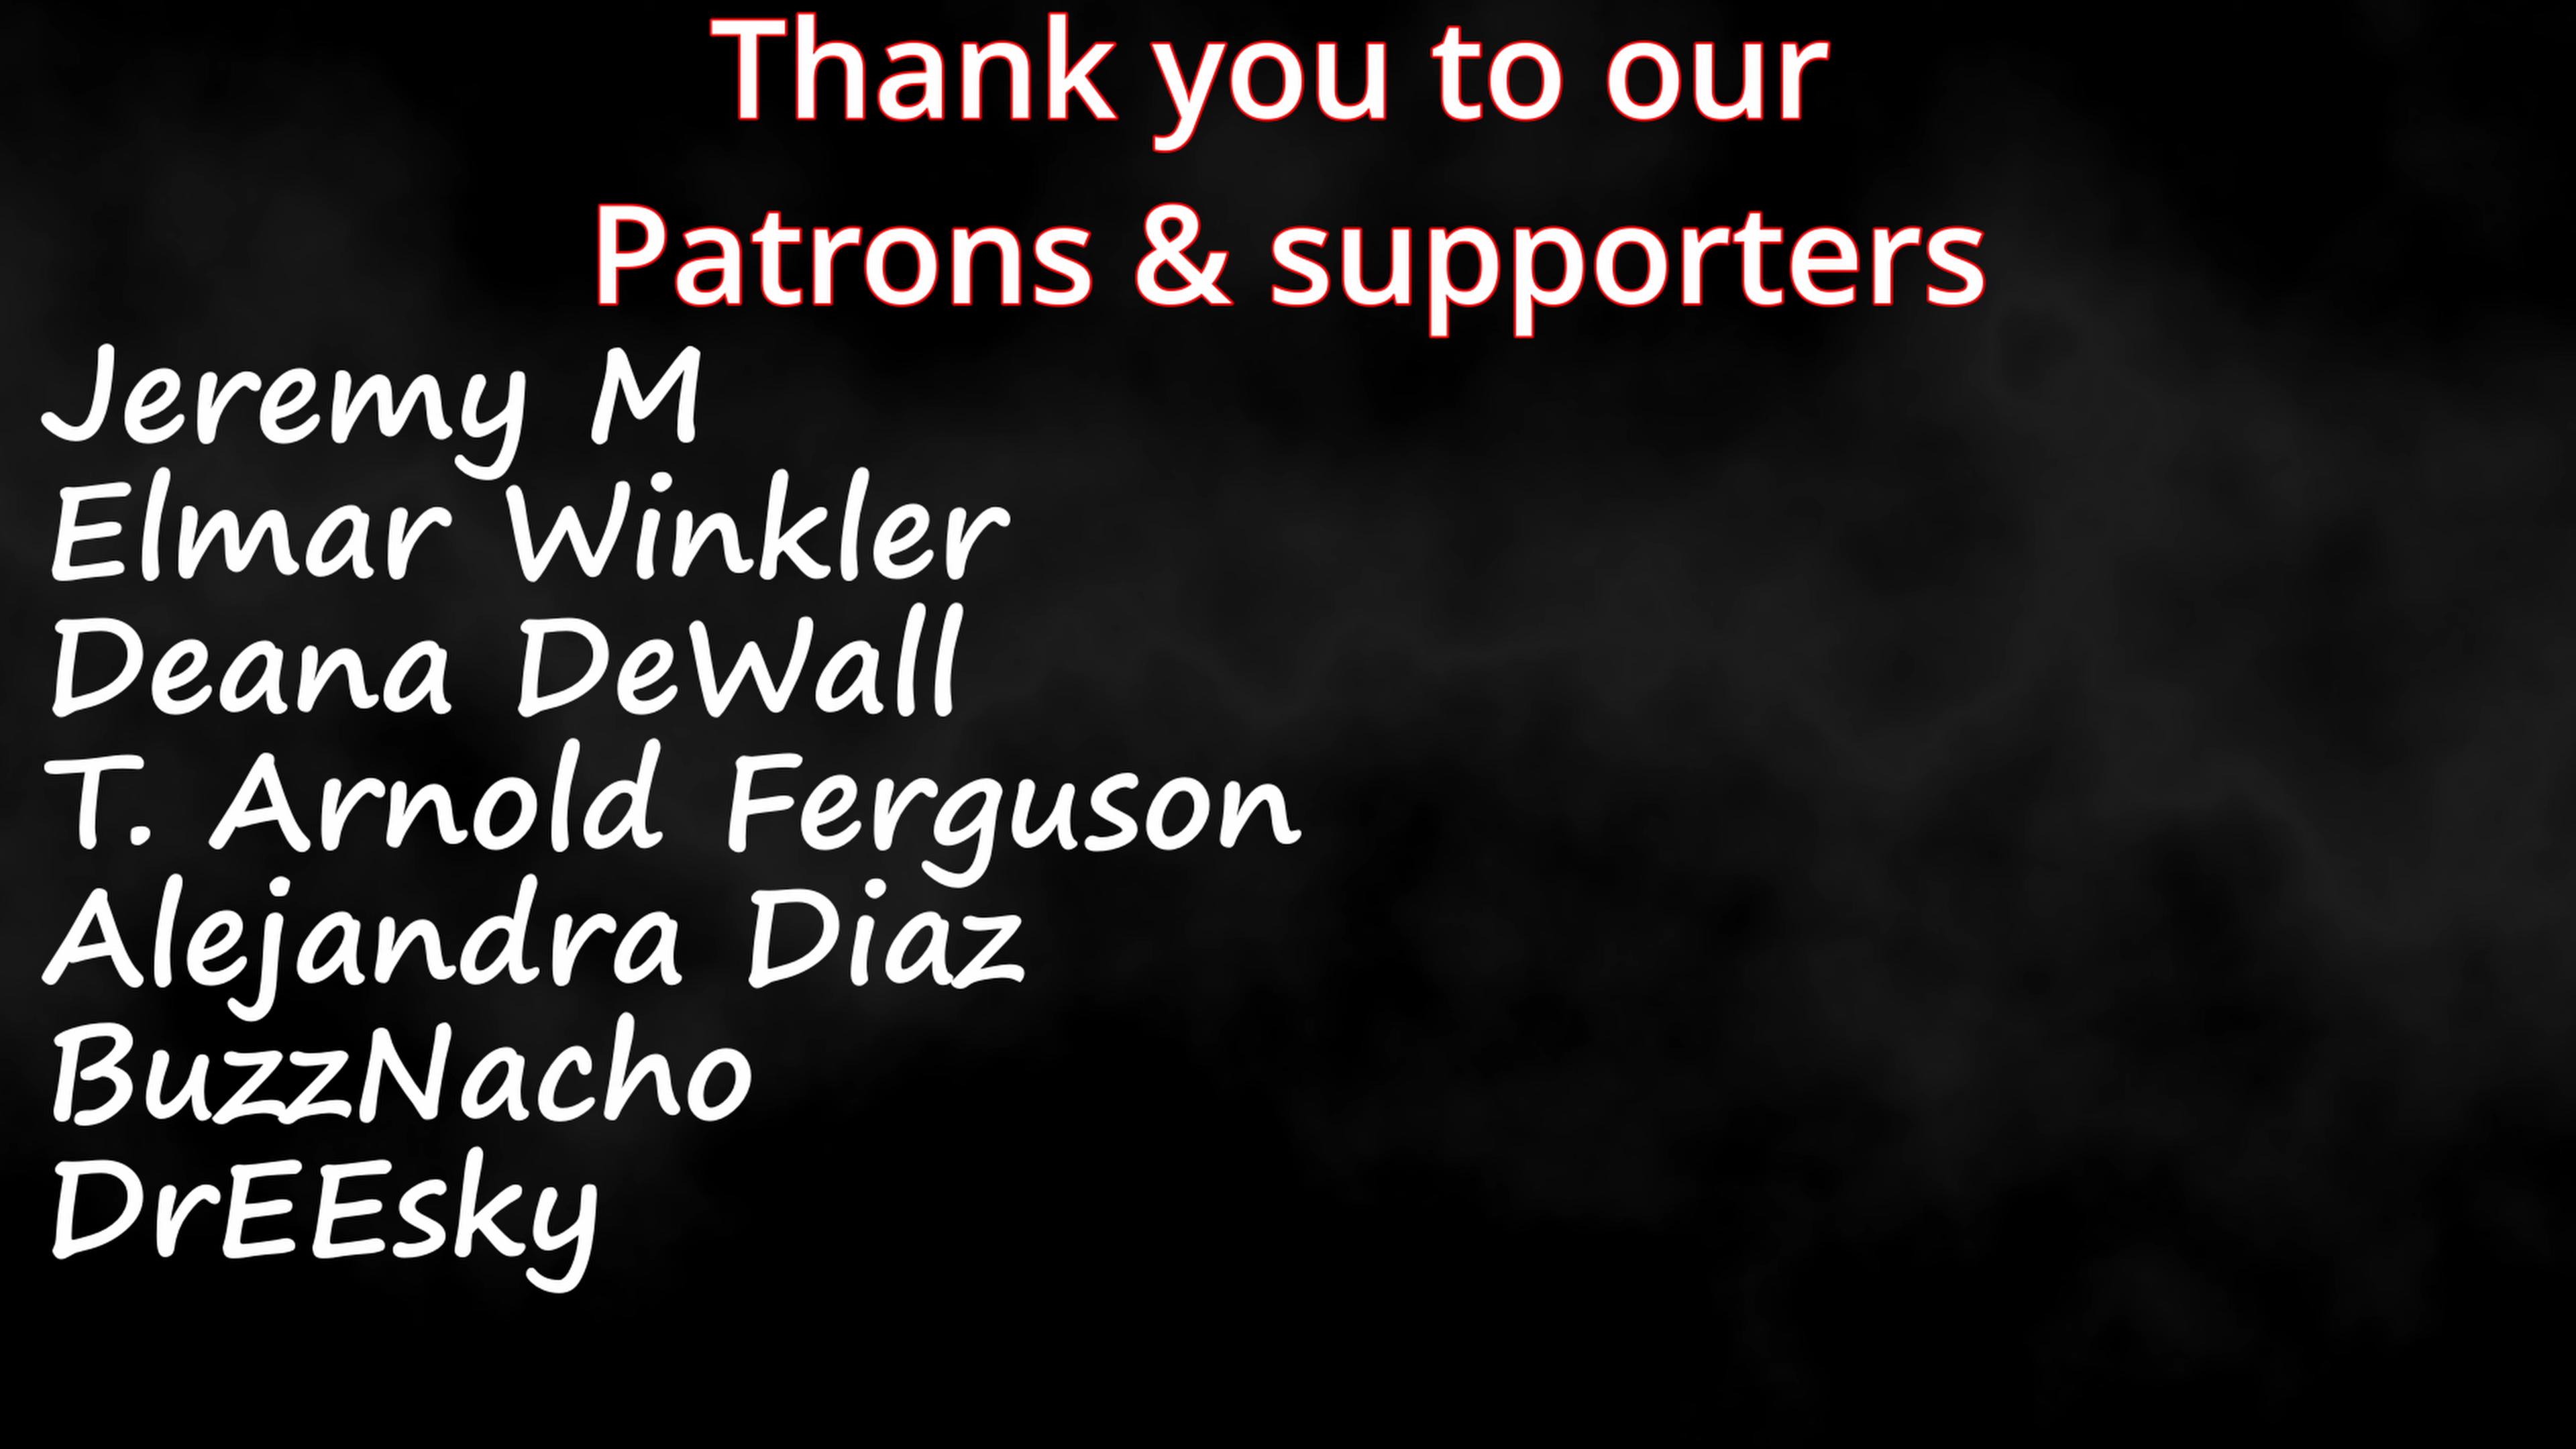 Thank you to our
Patrons & supporters
Jeremy M
Elmar Winkler
Deana DeWall
T. Arnold Ferguson
Alejandra Diaz
BuzzNacho
DrEEsky